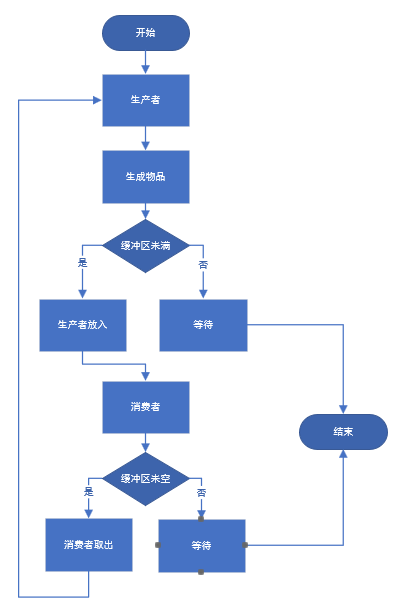 开始
生产者
生成物品
缓冲区未满
是
否
生产者放入
等待
消费者
结束
缓冲区未空
是
否
消费者取出
等待